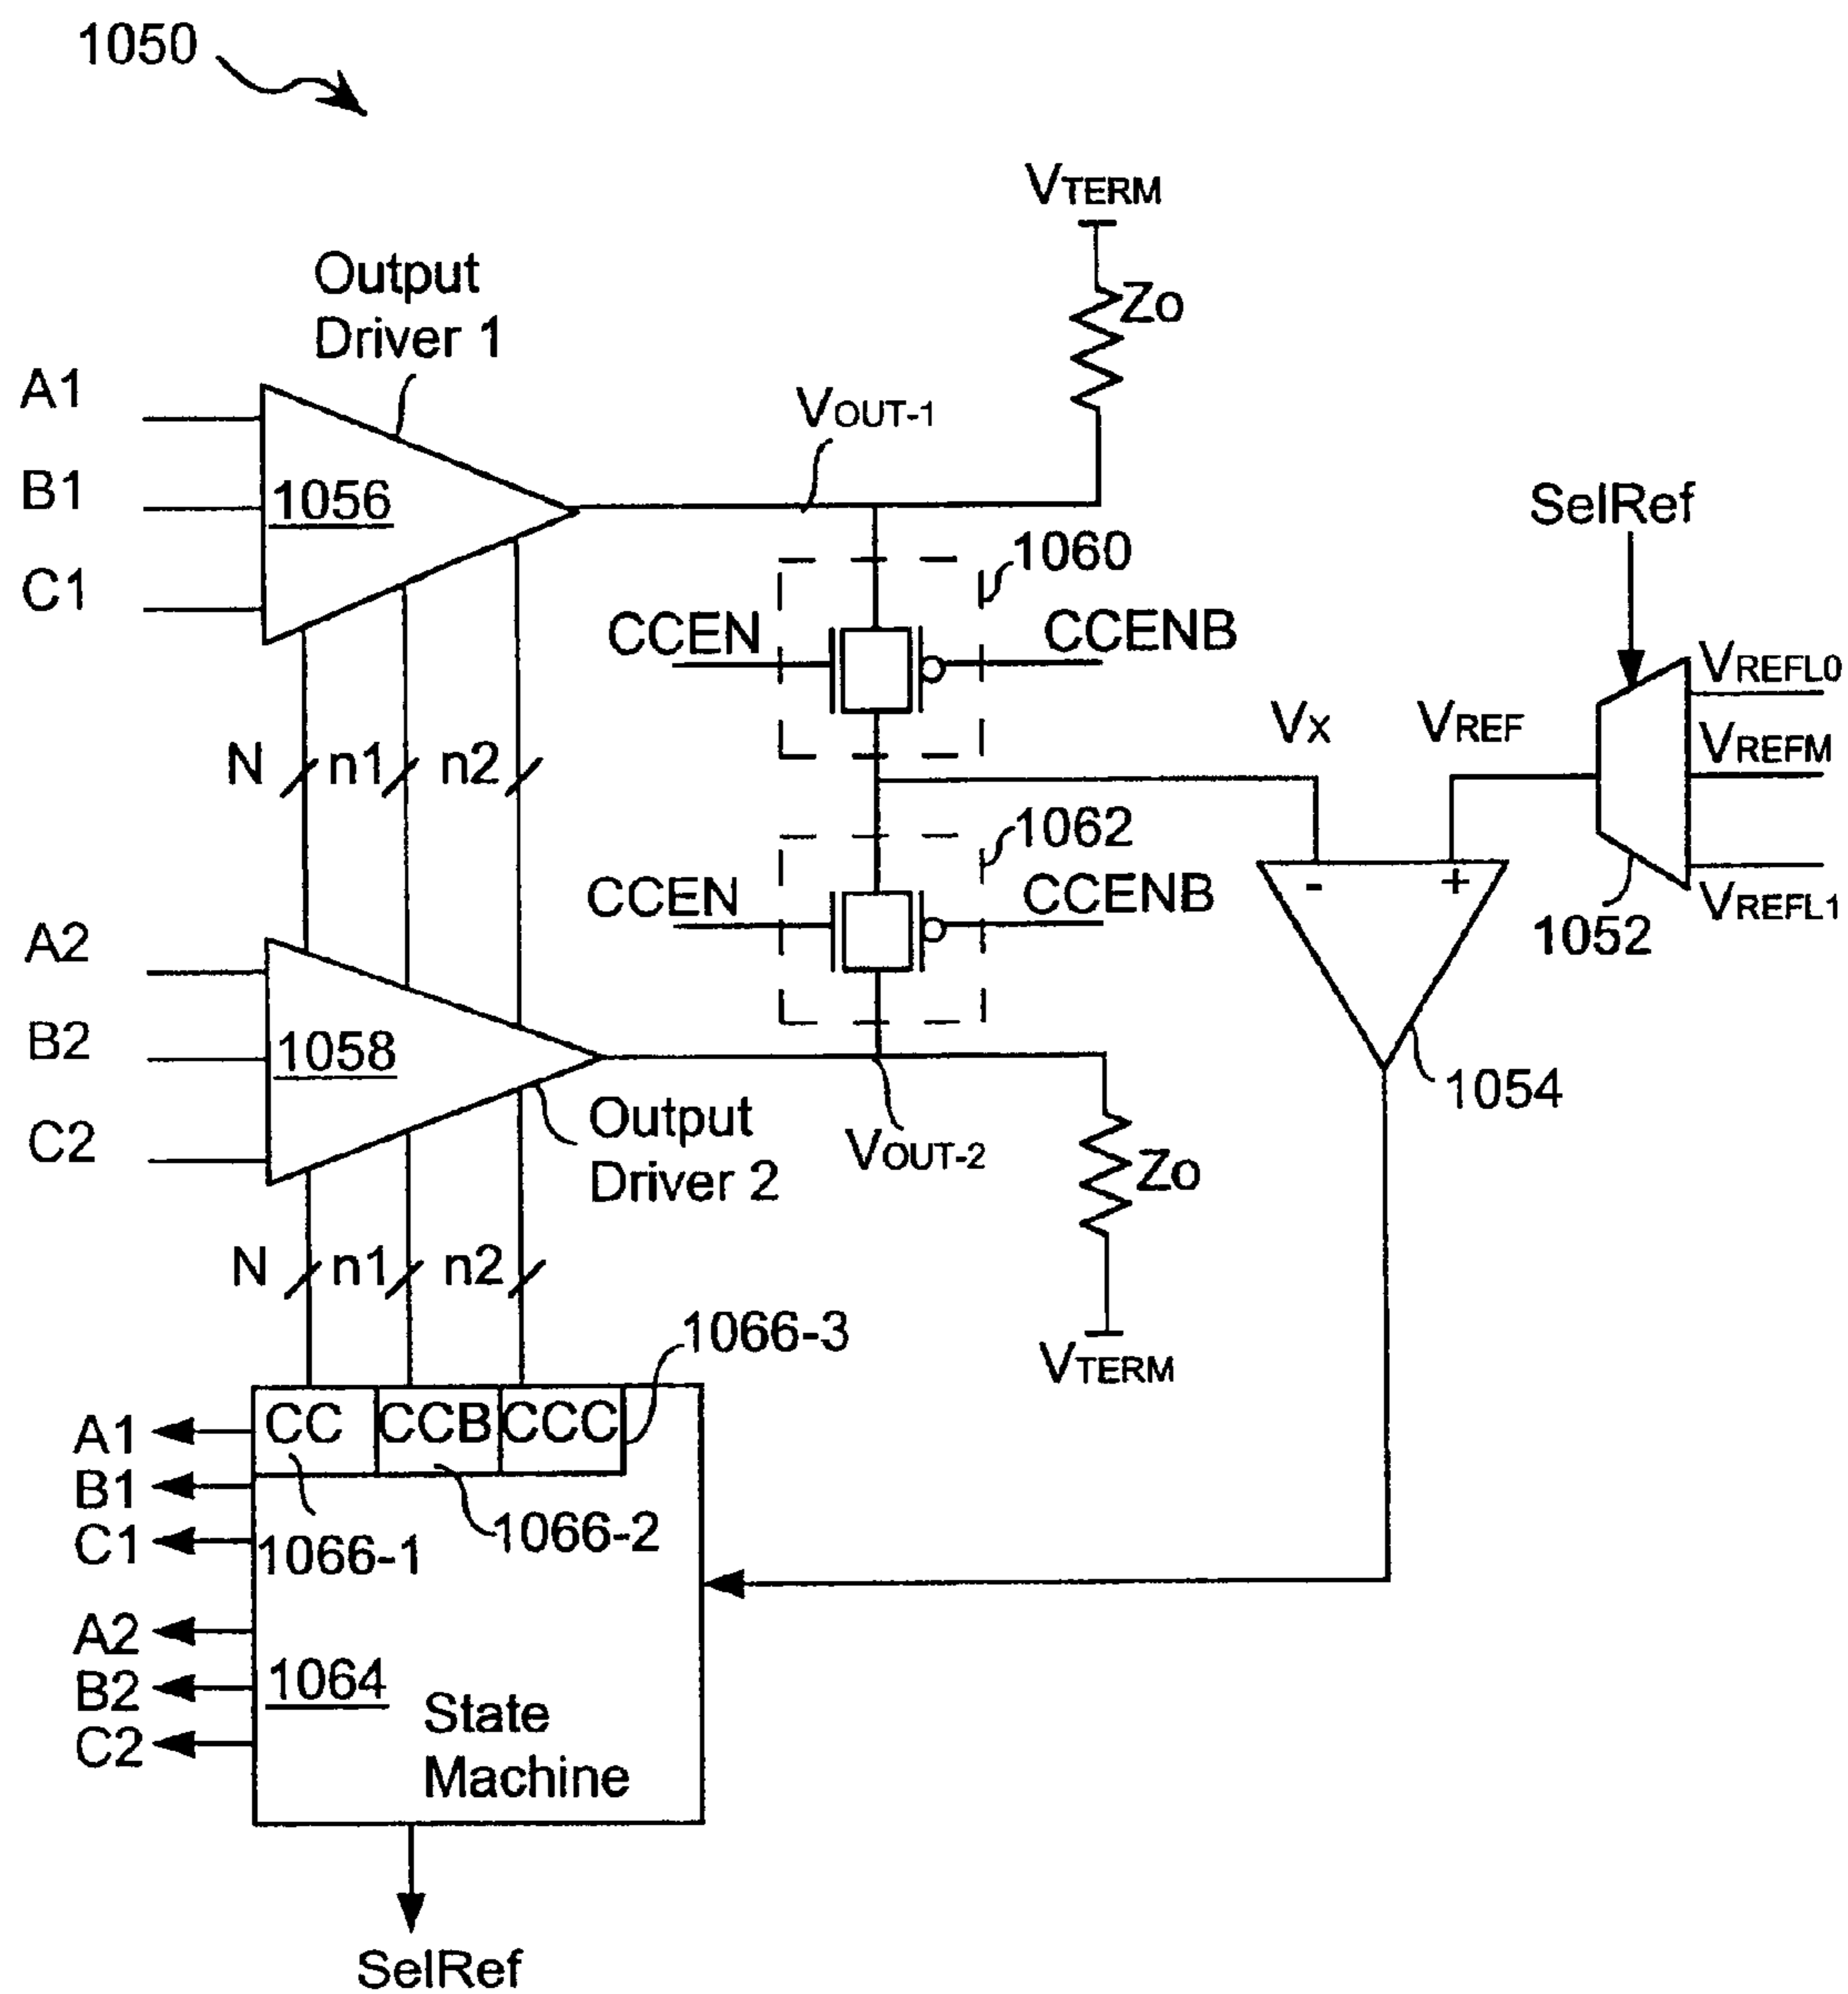 1050
VTERM
Output
Driver 1
Zo
A1
VOUT-1
B1
1056
SelRef
C1
1060
CCEN
CCENB
VREFL0
VX
VREF
VREFM
N
n1
n2
1062
CCEN
CCENB
VREFL1
1052
A2
- +
B2
1058
1054
C2
Output
Driver 2
VOUT-2
Zo
N
n1
n2
1066-3
VTERM
A1
CC
CCB
CCC
B1
C1
1066-1
1066-2
A2
B2
1064
C2
State
Machine
SelRef